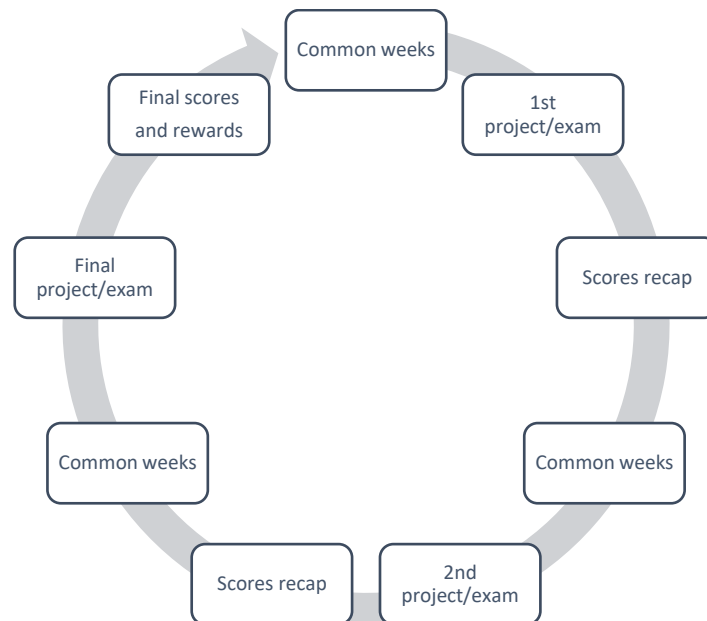 Common weeks
1st
project/exam
Scores recap
Common weeks
2nd
project/exam
Scores recap
Common weeks
Final
project/exam
Final scores
and rewards